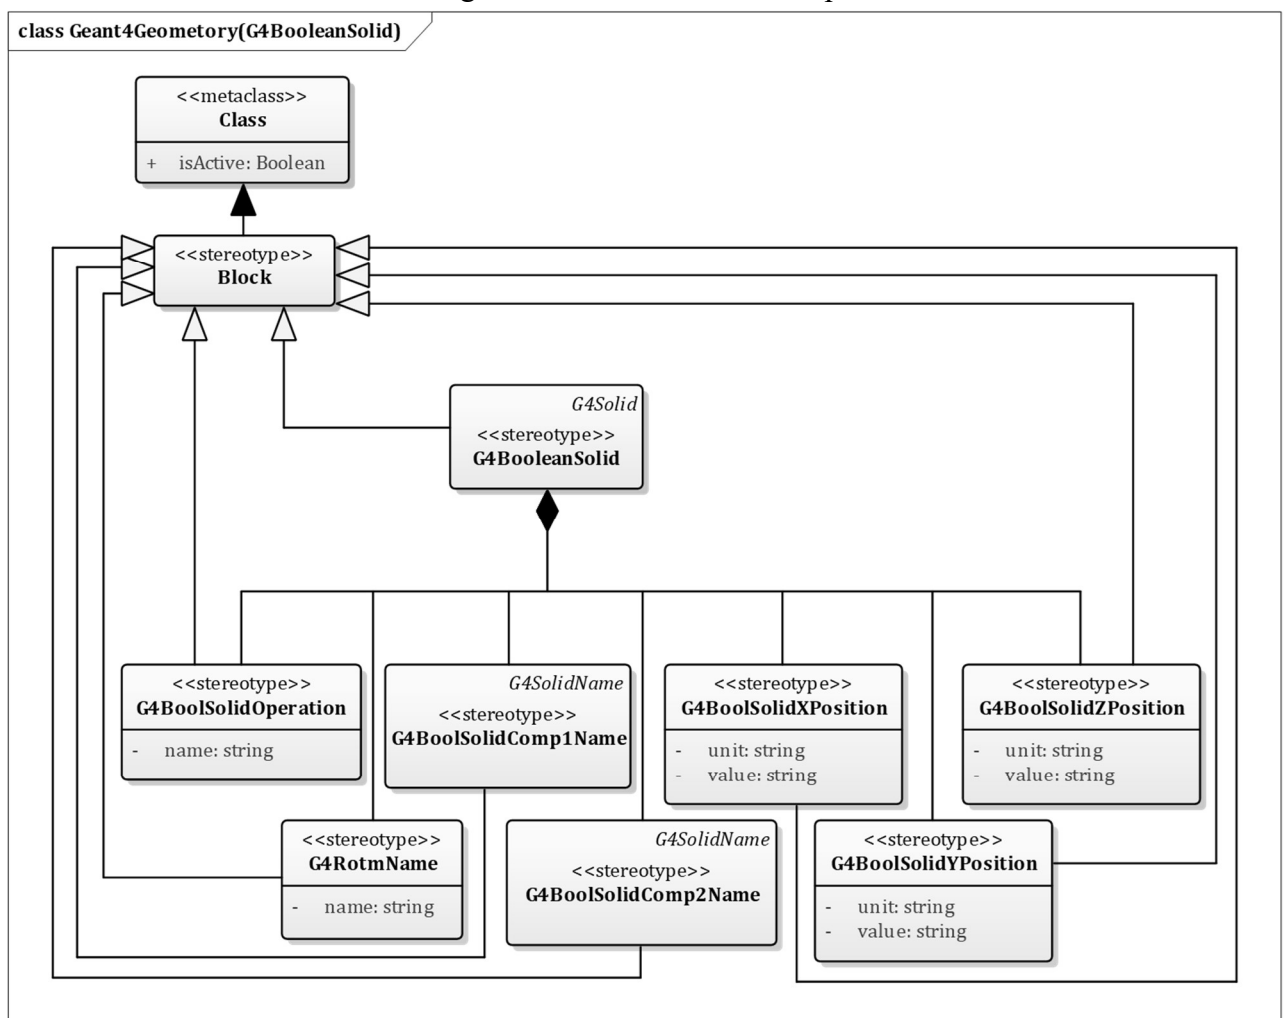 class Geant4Geometory(G4BooleanSolid)
<<metaclass>>
Class
+ isActive: Boolean
<<stereotype>>
Block
G4Solid
<<stereotype>>
G4BooleanSolid
<<stereotype>>
G4BoolSolidOperation
- name: string
G4SolidName
<<stereotype>>
G4BoolSolidComp1Name
<<stereotype>>
G4BoolSolidXPosition
- unit: string
- value: string
<<stereotype>>
G4BoolSolidZPosition
- unit: string
- value: string
<<stereotype>>
G4RotmName
- name: string
G4SolidName
<<stereotype>>
G4BoolSolidComp2Name
<<stereotype>>
G4BoolSolidYPosition
- unit: string
- value: string